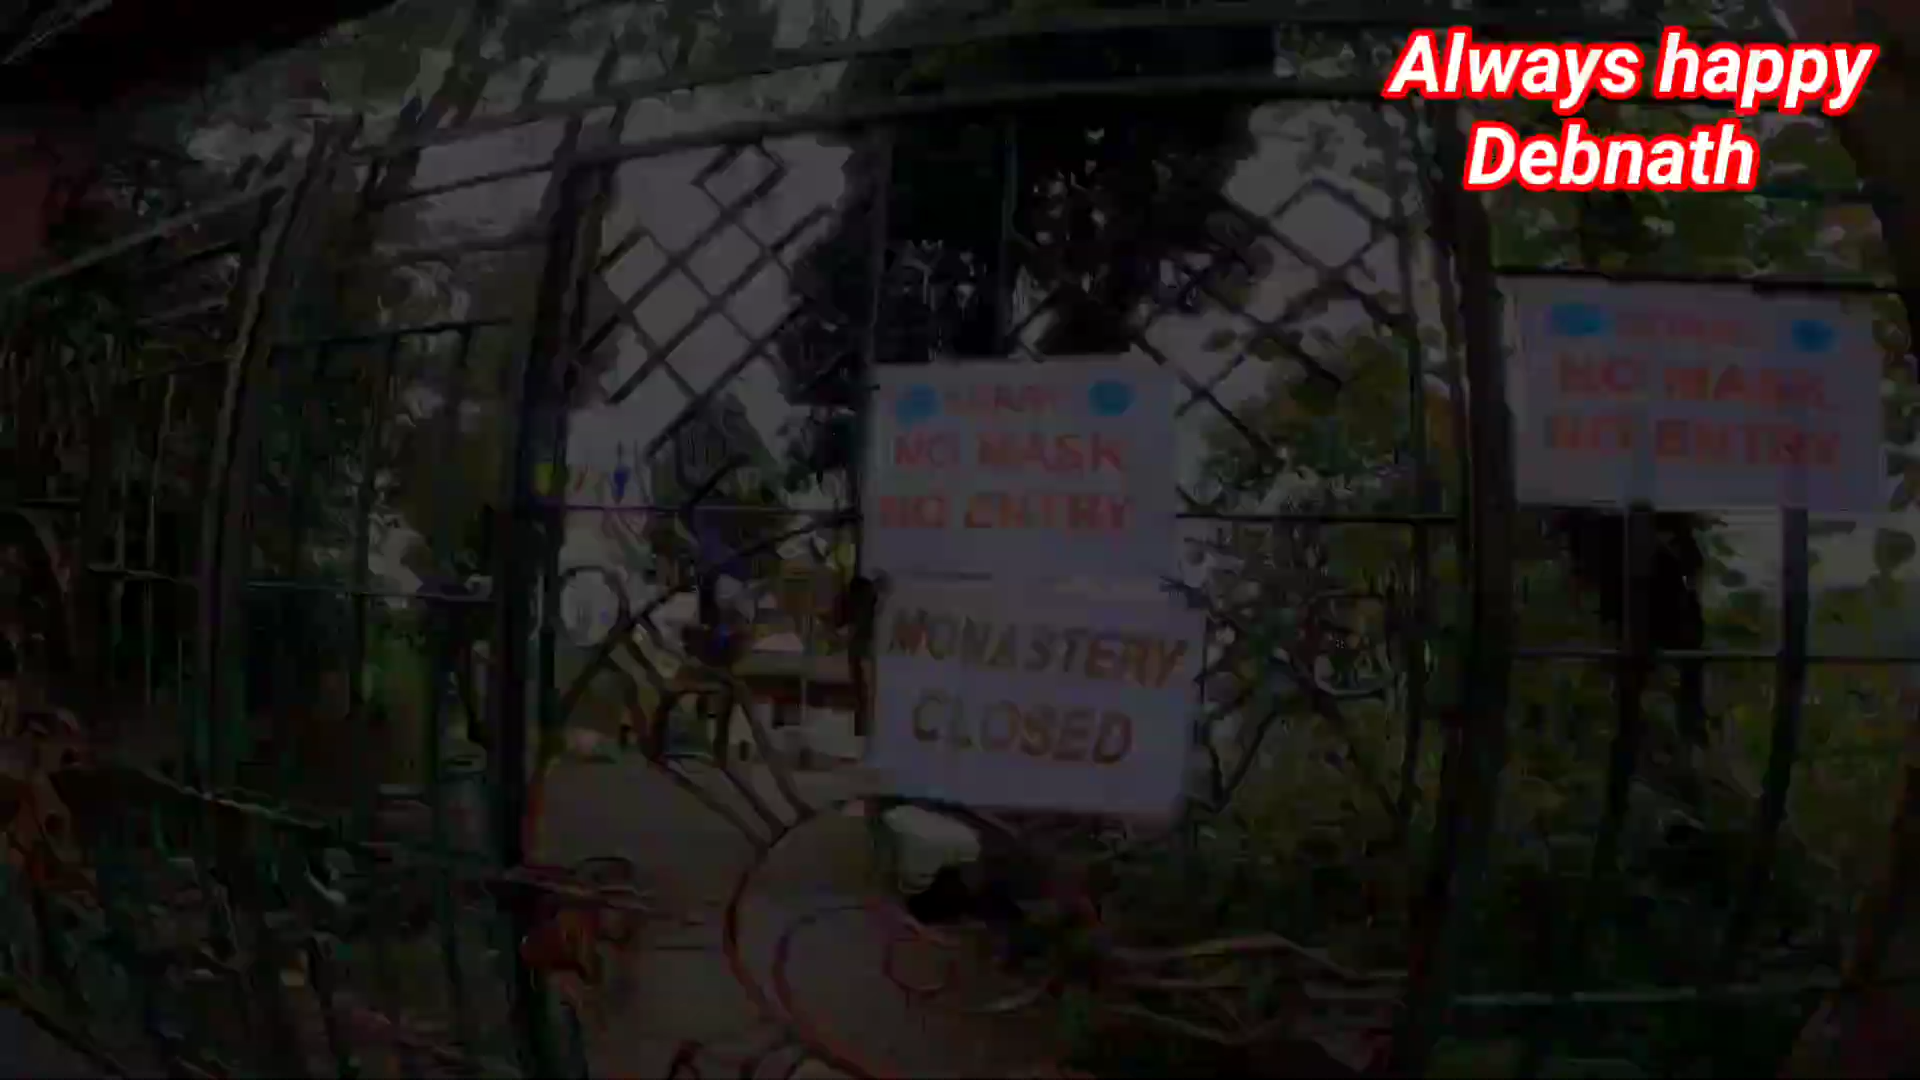 Always happy
Debnath
NO MASK
NO ENTRY
MONASTERY
CLOSED
NO MASK
NO ENTRY